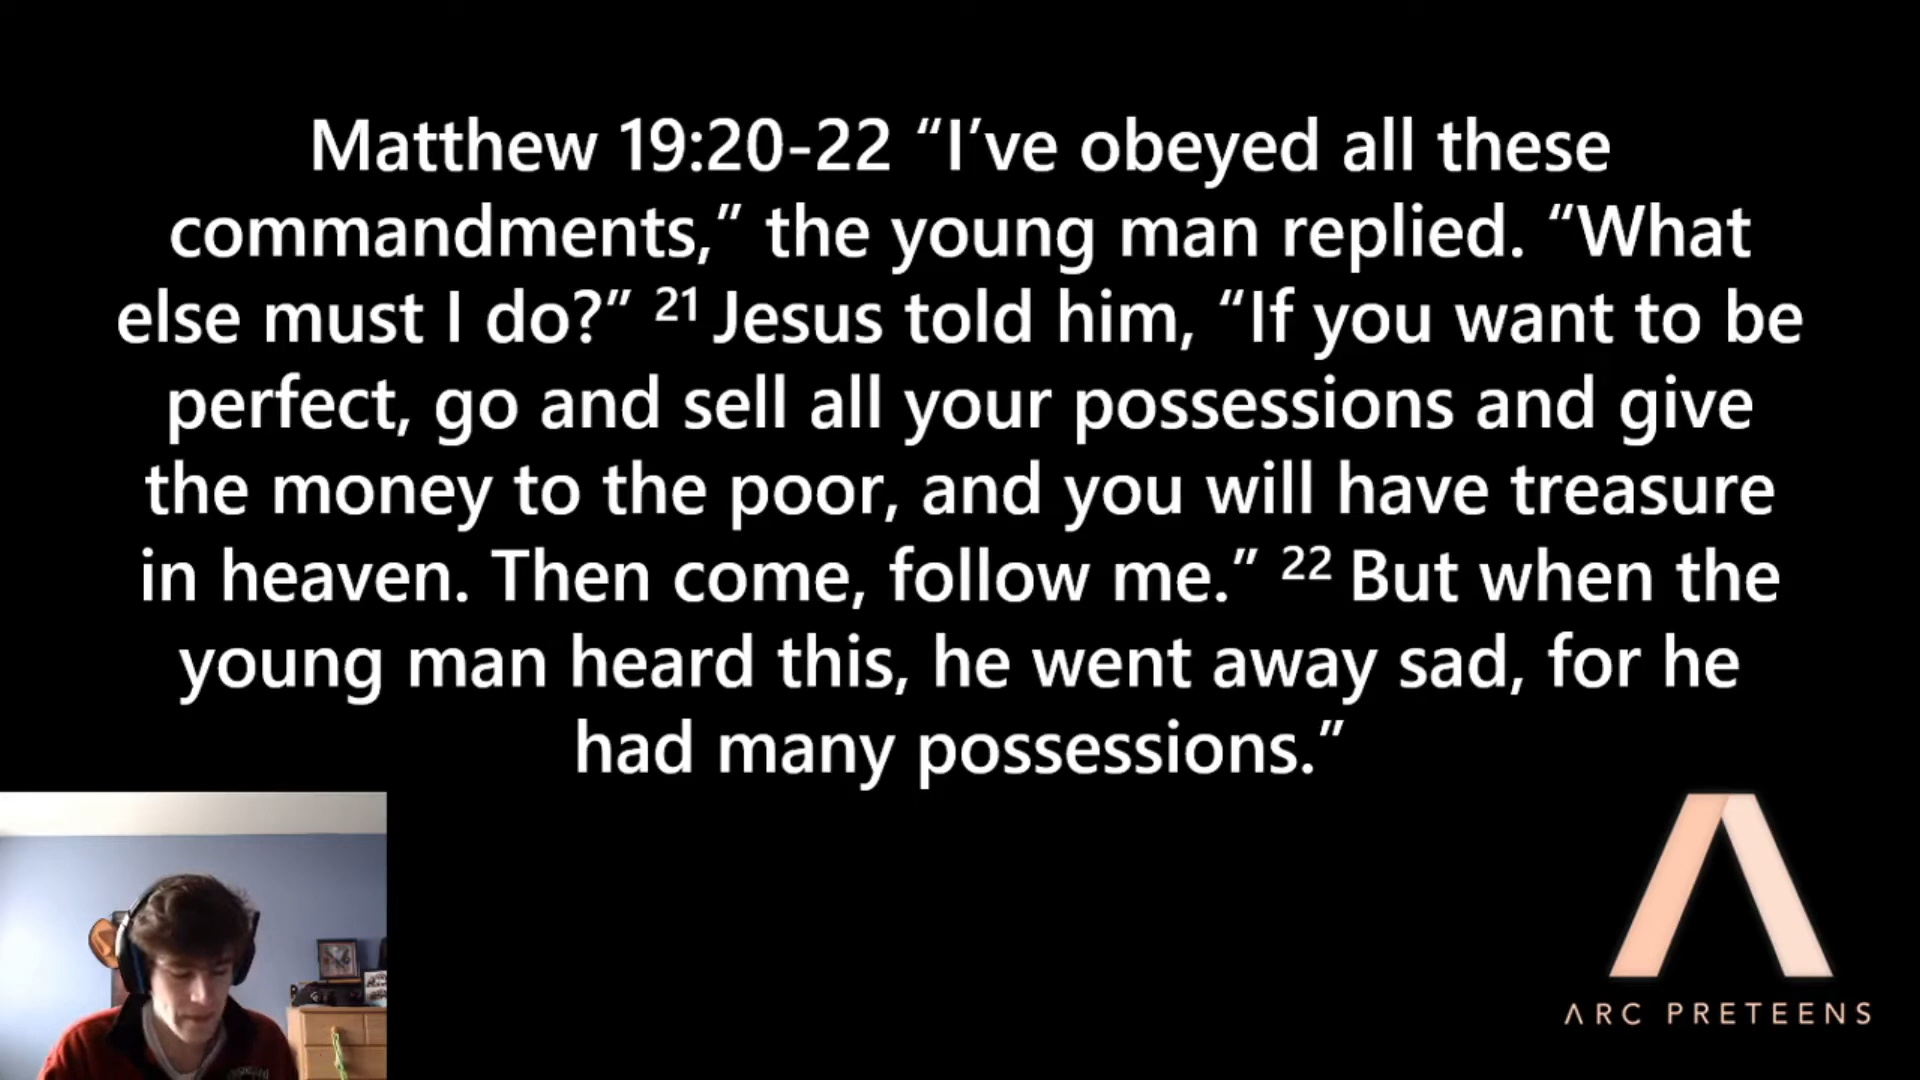 Matthew 19:20-22 “I’ve obeyed all these
commandments,” the young man replied. “What
else must I do?” 21 Jesus told him, “If you want to be
perfect, go and sell all your possessions and give
the money to the poor, and you will have treasure
in heaven. Then come, follow me.” 22 But when the
young man heard this, he went away sad, for he
had many possessions.”
ARC PRETEENS